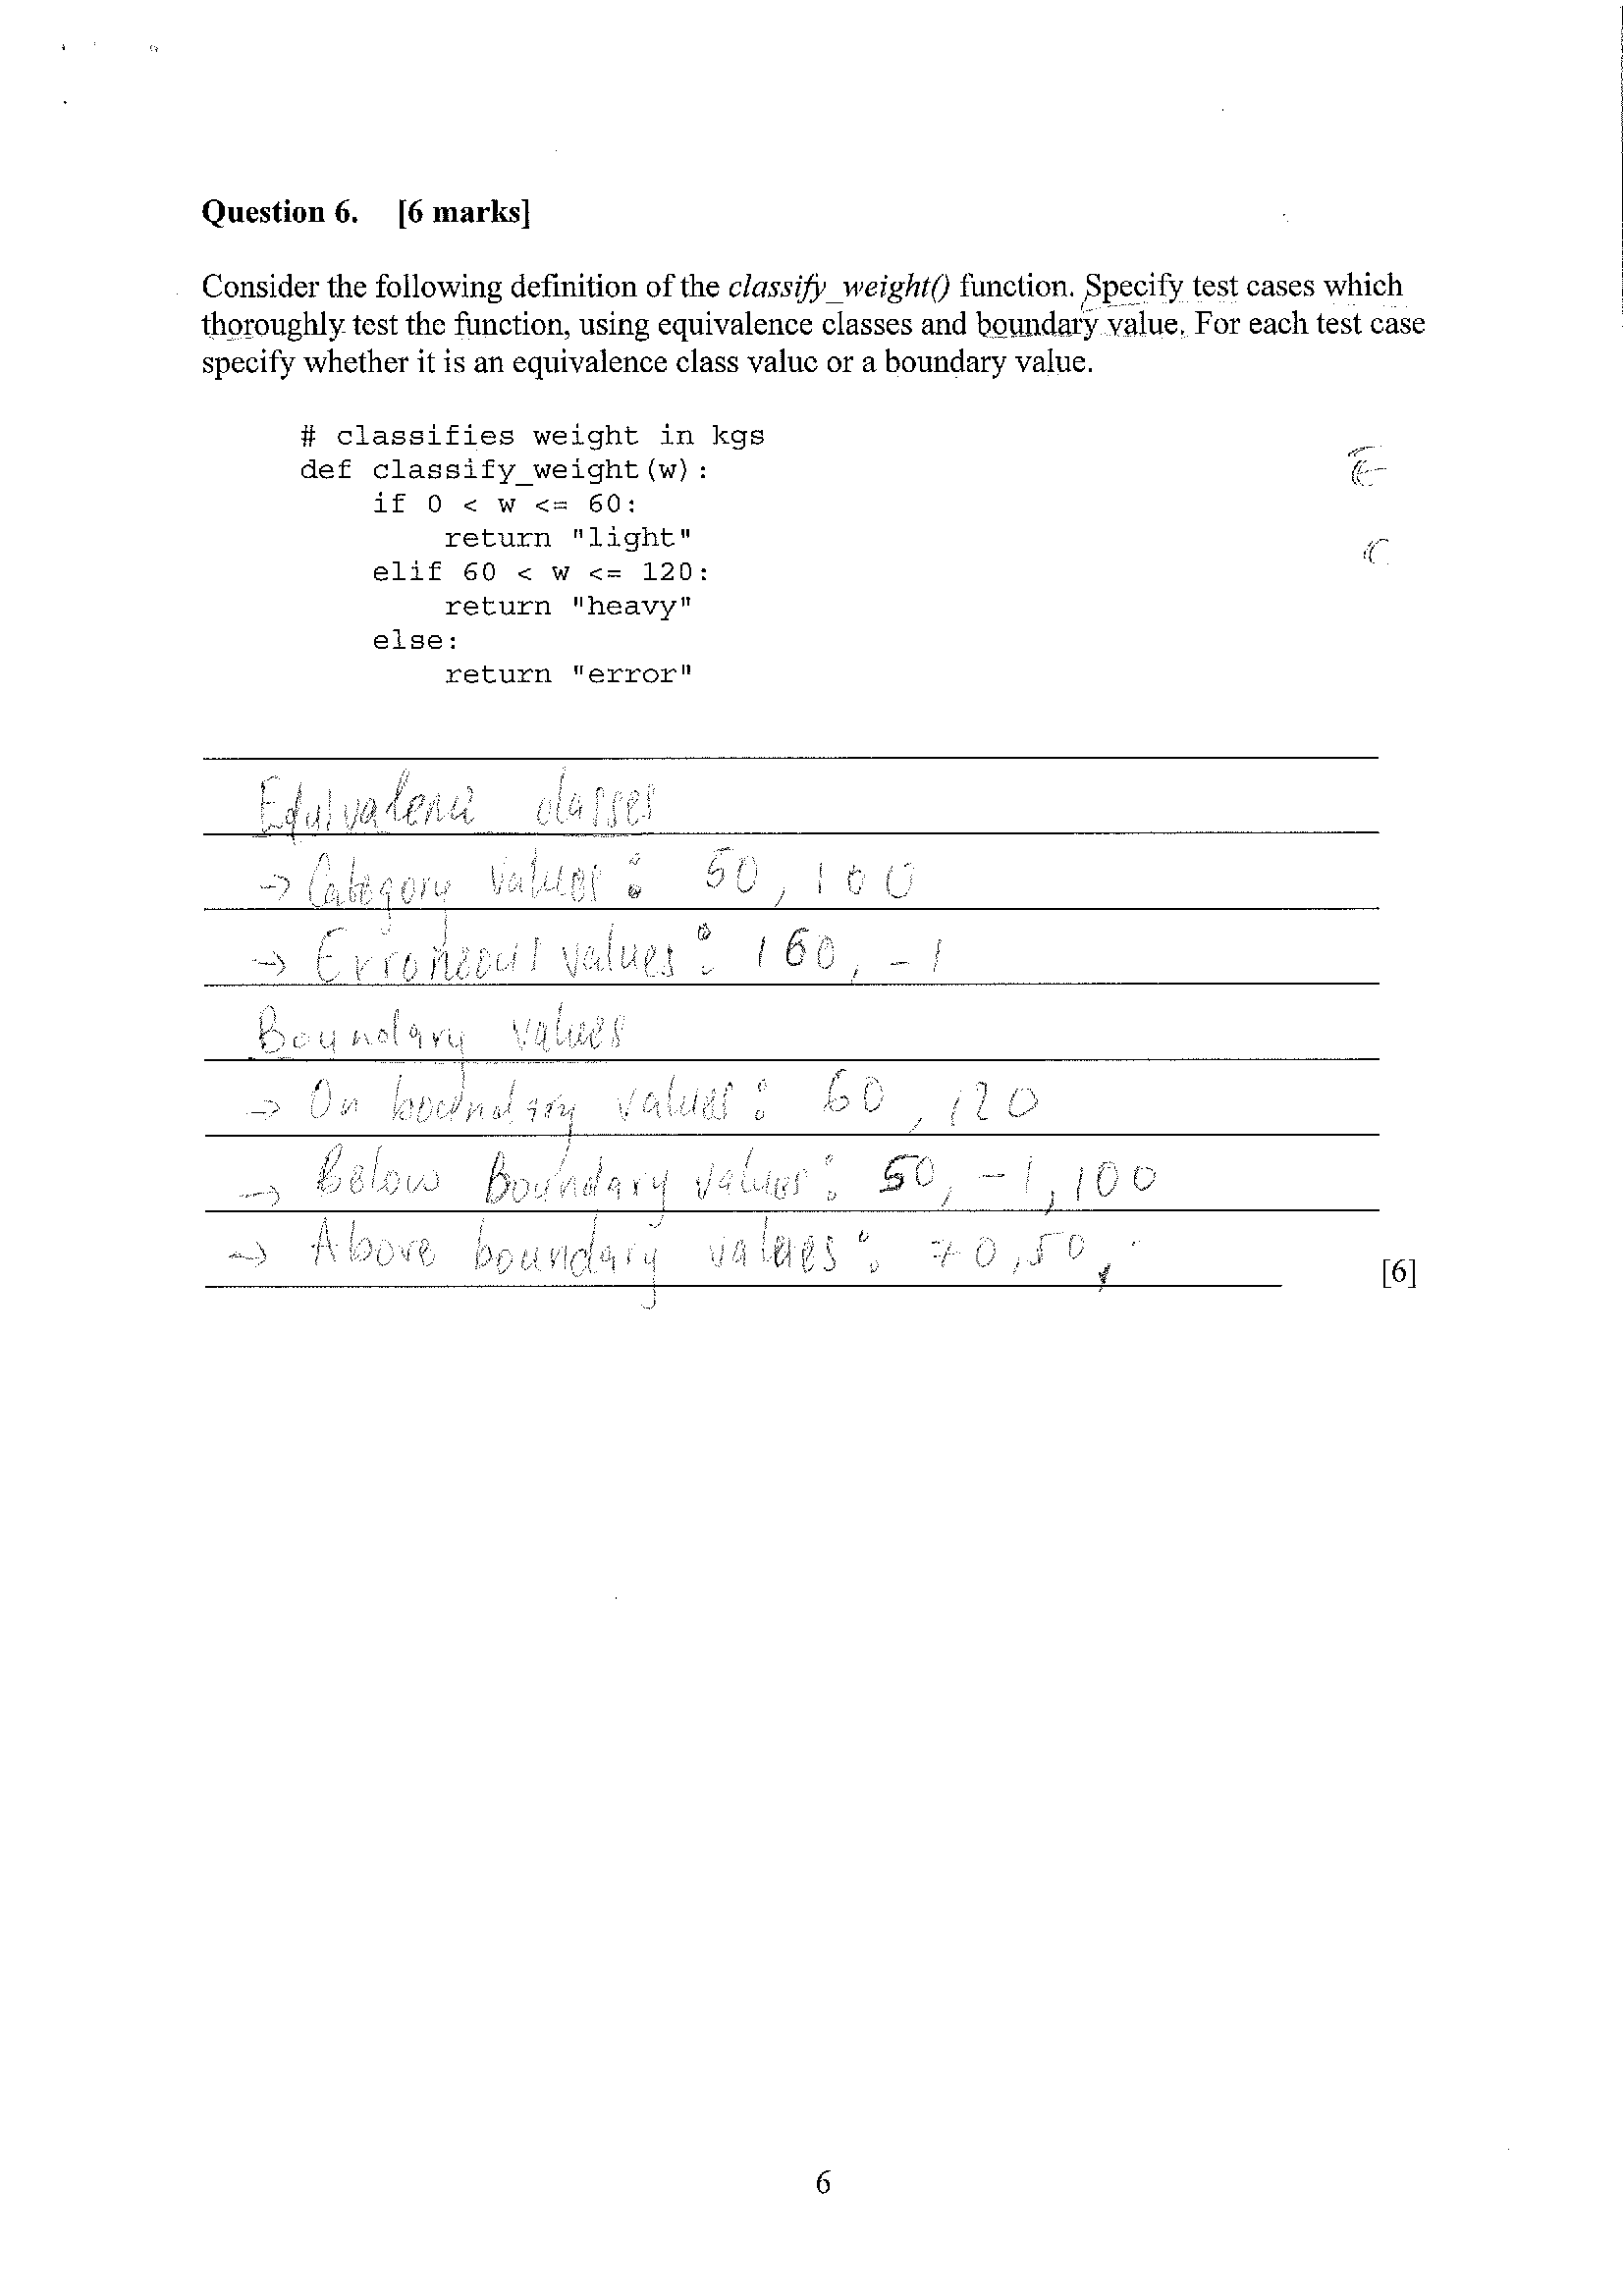 Question 6. [6 marks]
Consider the following definition of the classify_weight() function. Specify test cases which
thoroughly test the function, using equivalence classes and boundary value. For each test case
specify whether it is an equivalence class value or a boundary value.
# classifies weight in kgs
def classify_weight(w):
    if 0 < w <= 60:
        return "light"
    elif 60 < w <= 120:
        return "heavy"
    else:
        return "error"
Equivalence classes
→ Category values: 50, 100
→ Erroneous values: 160, -1
Boundary values
→ On boundary values: 60, 120
→ Below Boundary values: 50, -1, 100
→ Above boundary values: 70, 50,
[6]
6